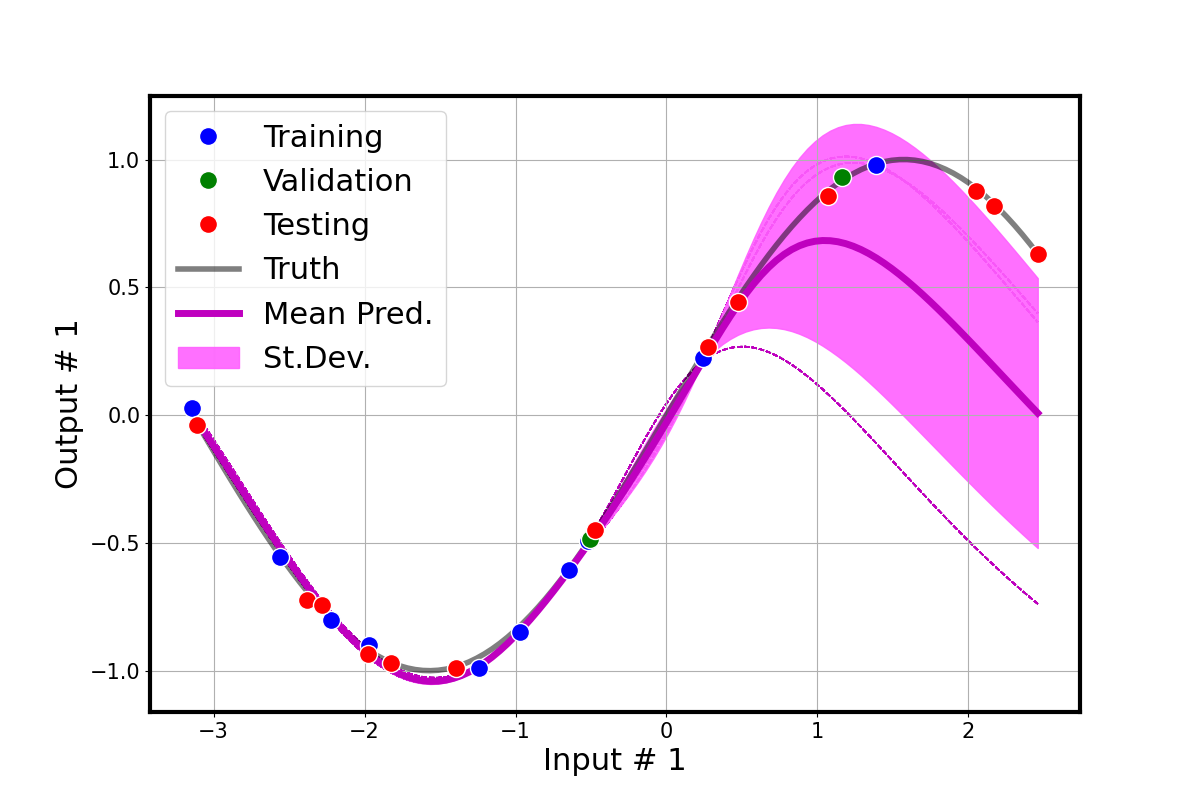 Training
Validation
Testing
Truth
Mean Pred.
St.Dev.
1.0
0.5
0.0
−0.5
−1.0
Output # 1
−3
−2
−1
0
1
2
Input # 1